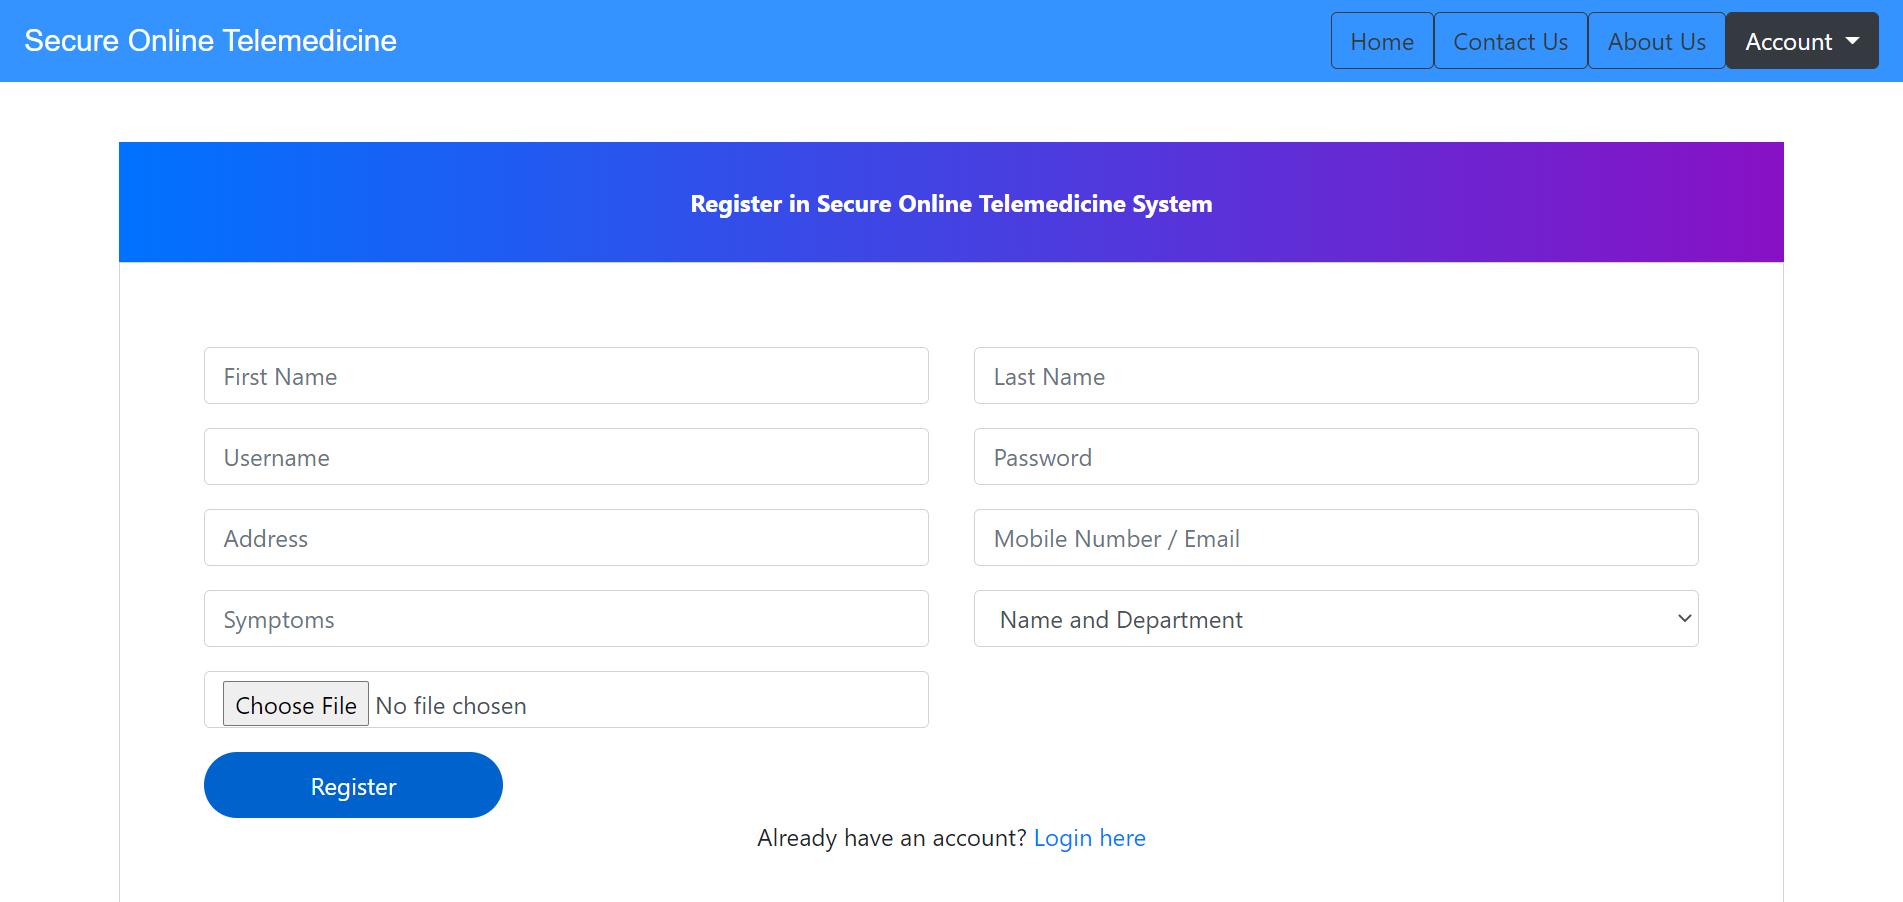 Secure Online Telemedicine
Home Contact Us About Us Account
Register in Secure Online Telemedicine System
First Name Last Name
Username Password
Address Mobile Number / Email
Symptoms Name and Department
Choose File No file chosen
Register
Already have an account? Login here